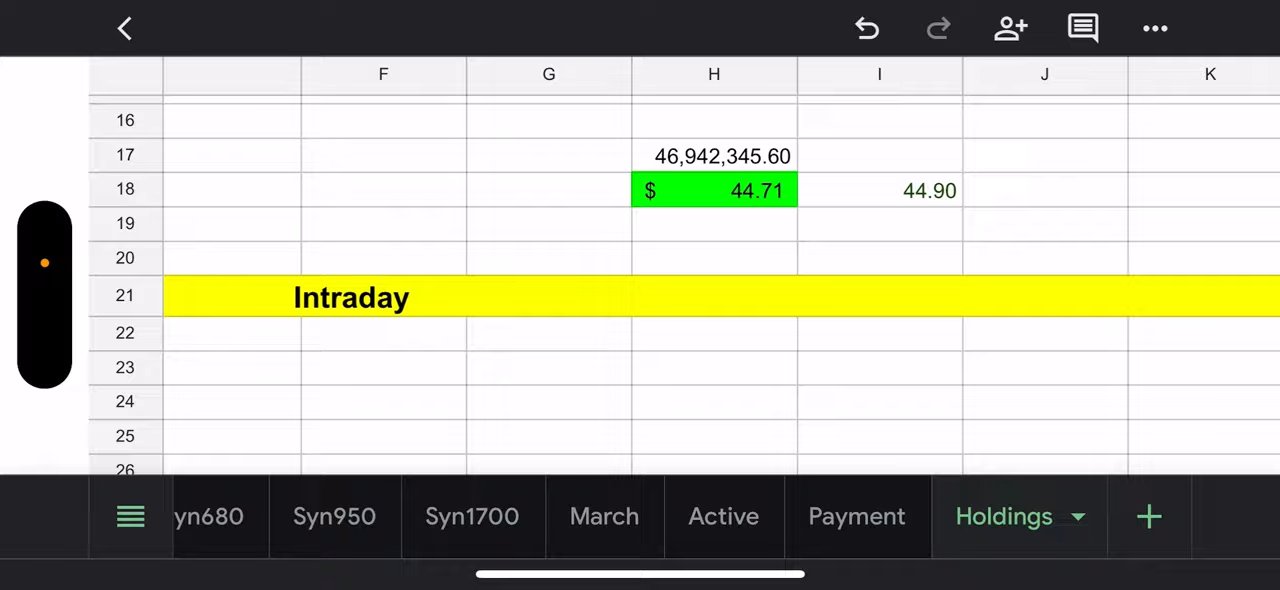 F G H I J K
16
17 46,942,345.60
18 $ 44.71 44.90
19
20
21 Intraday
22
23
24
25
26
yn680 Syn950 Syn1700 March Active Payment Holdings